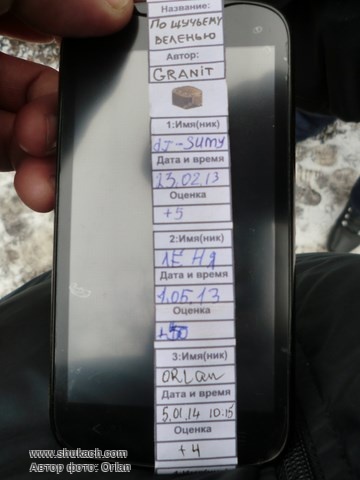 Название:
ПО ЩУЧЬЕМУ
ВЕЛЕНЬЮ
Автор:
GRANIT
1:Имя(ник)
dJ-SUMY
Дата и время
23.02.13
Оценка
+5
2:Имя(ник)
Дата и время
1.05.13
Оценка
3:Имя(ник)
ORLan
Дата и время
5.01.14 10:15
Оценка
+4
www.shukach.com
Автор фото: Orlan